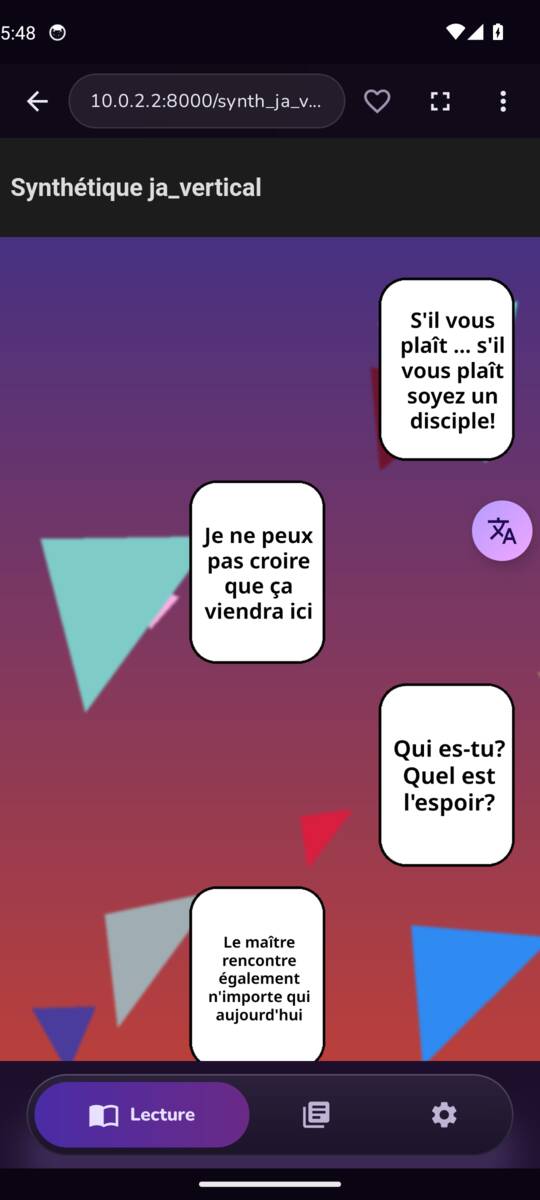 5:48
10.0.2.2:8000/synth_ja_v...
Synthétique ja_vertical
S'il vous
plaît ... s'il
vous plaît
soyez un
disciple!
Je ne peux
pas croire
que ça
viendra ici
Qui es-tu?
Quel est
l'espoir?
Le maître
rencontre
également
n'importe qui
aujourd'hui
Lecture